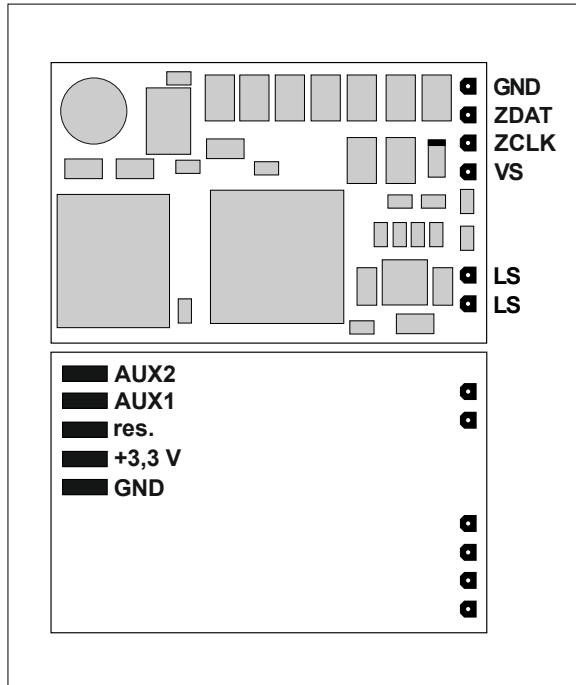 GND
ZDAT
ZCLK
VS
LS
LS
AUX2
AUX1
res.
+3,3 V
GND